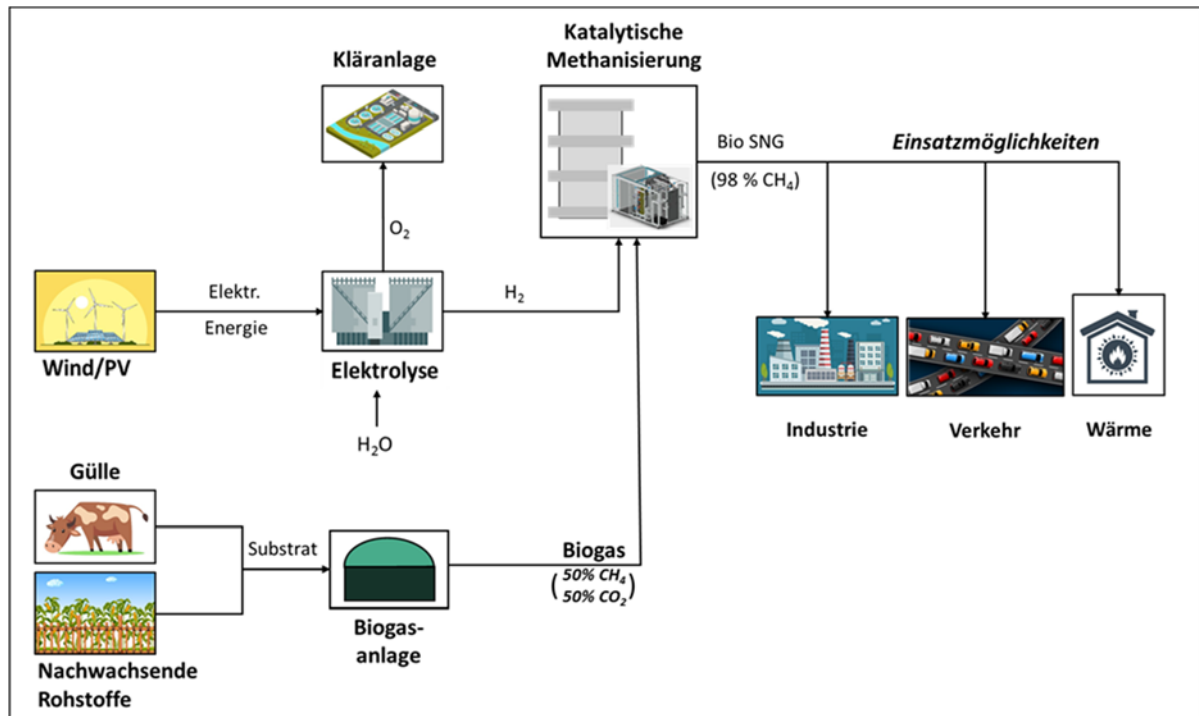 Kläranlage
Katalytische
Methanisierung
Bio SNG
(98 % CH₄)
Einsatzmöglichkeiten
O₂
Elektr.
Energie
H₂
Wind/PV
Elektrolyse
H₂O
Industrie
Verkehr
Wärme
Gülle
Substrat
Biogas
(50% CH₄
50% CO₂)
Biogas-
anlage
Nachwachsende
Rohstoffe